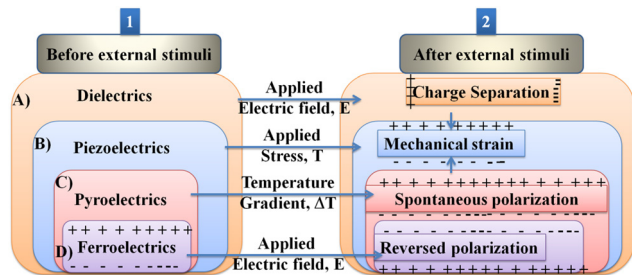 1
2
Before external stimuli
After external stimuli
A)
Dielectrics
Applied
Electric field, E
Charge Separation
B)
Piezoelectrics
Applied
Stress, T
+ + + + + + + + +
Mechanical strain
C)
Pyroelectrics
Temperature
Gradient, ΔT
Spontaneous polarization
D)
+ + + + + + + + +
Ferroelectrics
Applied
Electric field, E
Reversed polarization